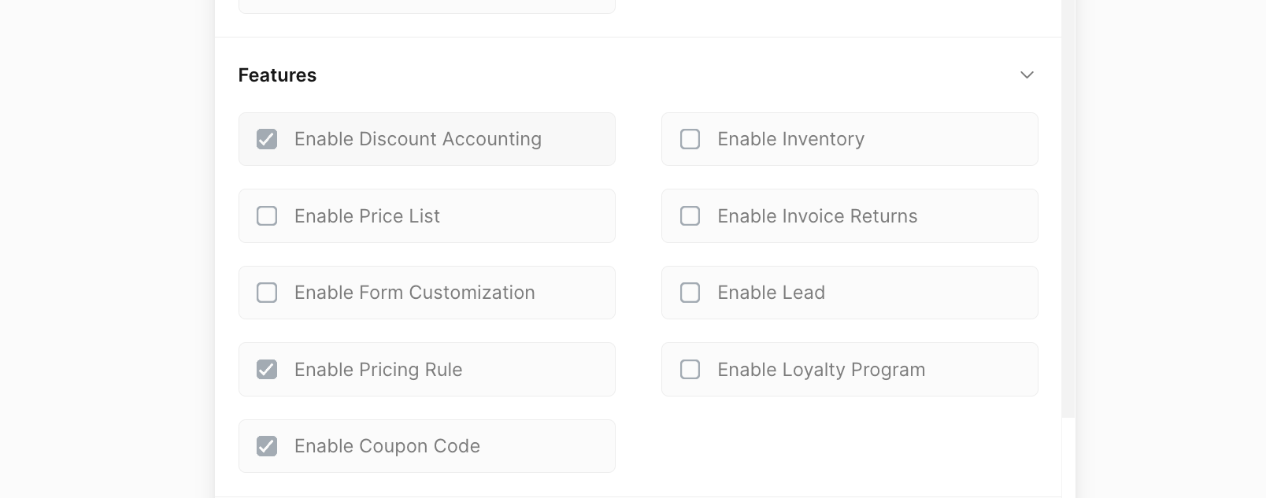 Features
Enable Discount Accounting
Enable Inventory
Enable Price List
Enable Invoice Returns
Enable Form Customization
Enable Lead
Enable Pricing Rule
Enable Loyalty Program
Enable Coupon Code